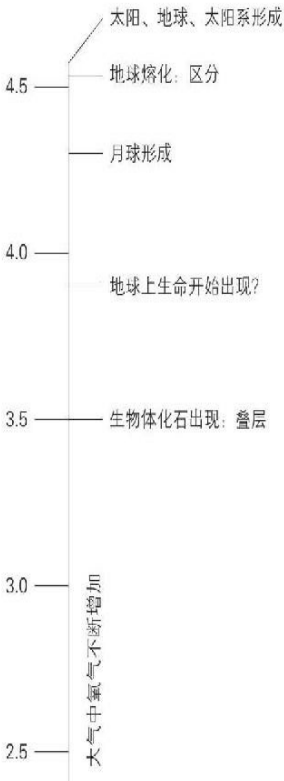 太阳、地球、太阳系形成
地球熔化：区分
4.5
月球形成
4.0
地球上生命开始出现?
3.5
生物体化石出现：叠层
3.0
大气中氧气不断增加
2.5